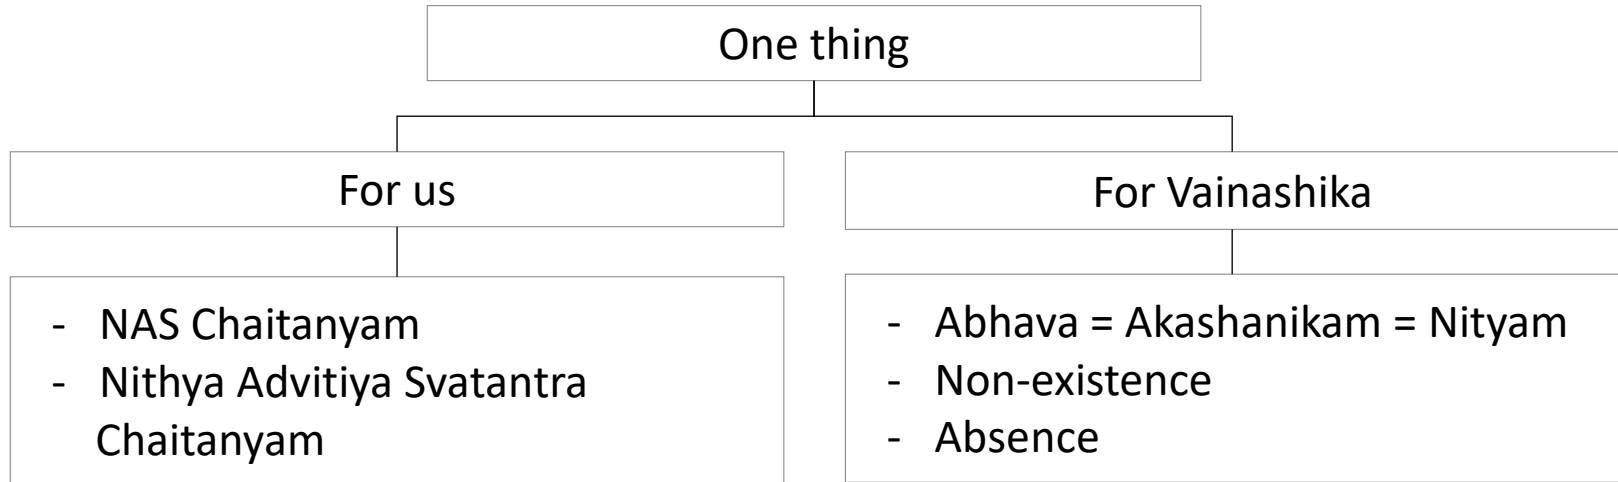 One thing
For us
For Vainashika
- NAS Chaitanyam
- Nithya Advitiya Svatantra
Chaitanyam
- Abhava = Akashanikam = Nityam
- Non-existence
- Absence